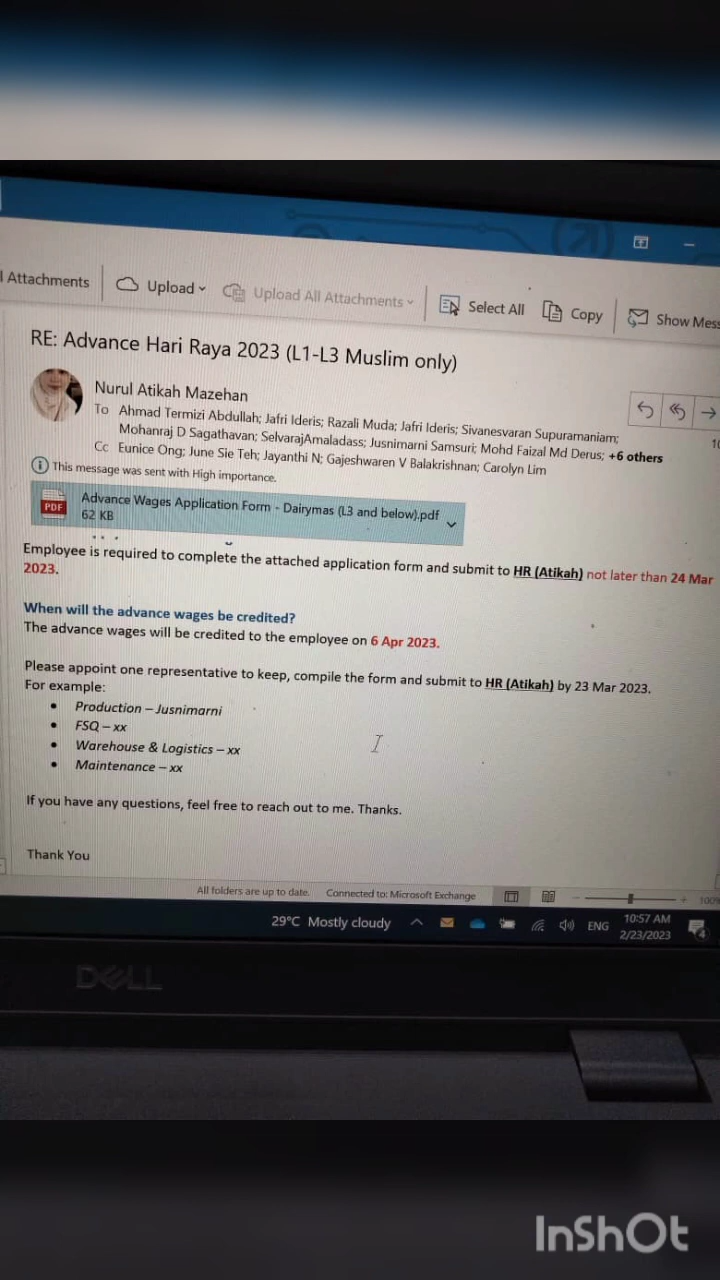 l Attachments
Upload
Upload All Attachments
Select All
Copy
Show Mess
RE: Advance Hari Raya 2023 (L1-L3 Muslim only)
Nurul Atikah Mazehan
To Ahmad Termizi Abdullah; Jafri Ideris; Razali Muda; Jafri Ideris; Sivanesvaran Supuramaniam;
Mohanraj D Sagathavan; SelvarajAmaladass; Jusnimarni Samsuri; Mohd Faizal Md Derus; +6 others
Cc Eunice Ong; June Sie Teh; Jayanthi N; Gajeshwaren V Balakrishnan; Carolyn Lim
This message was sent with High importance.
PDF
Advance Wages Application Form - Dairymas (L3 and below).pdf
62 KB
Employee is required to complete the attached application form and submit to HR (Atikah) not later than 24 Mar
2023.
When will the advance wages be credited?
The advance wages will be credited to the employee on 6 Apr 2023.
Please appoint one representative to keep, compile the form and submit to HR (Atikah) by 23 Mar 2023.
For example:
• Production – Jusnimarni
• FSQ – xx
• Warehouse & Logistics – xx
• Maintenance – xx
If you have any questions, feel free to reach out to me. Thanks.
Thank You
All folders are up to date. Connected to: Microsoft Exchange
100%
29°C Mostly cloudy
ENG
10:57 AM
2/23/2023
4
DELL
InShOt